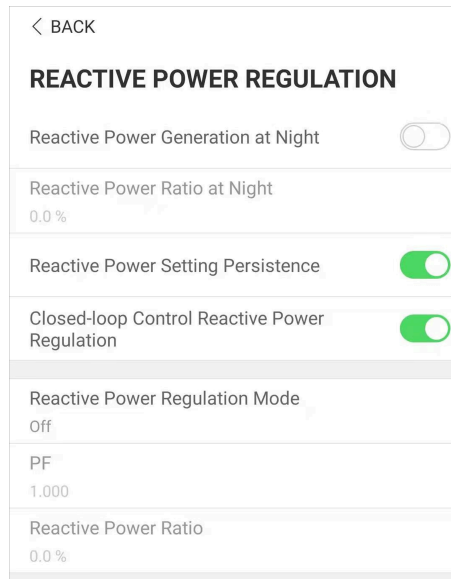 BACK
REACTIVE POWER REGULATION
Reactive Power Generation at Night
Reactive Power Ratio at Night
0.0 %
Reactive Power Setting Persistence
Closed-loop Control Reactive Power
Regulation
Reactive Power Regulation Mode
Off
PF
1.000
Reactive Power Ratio
0.0 %